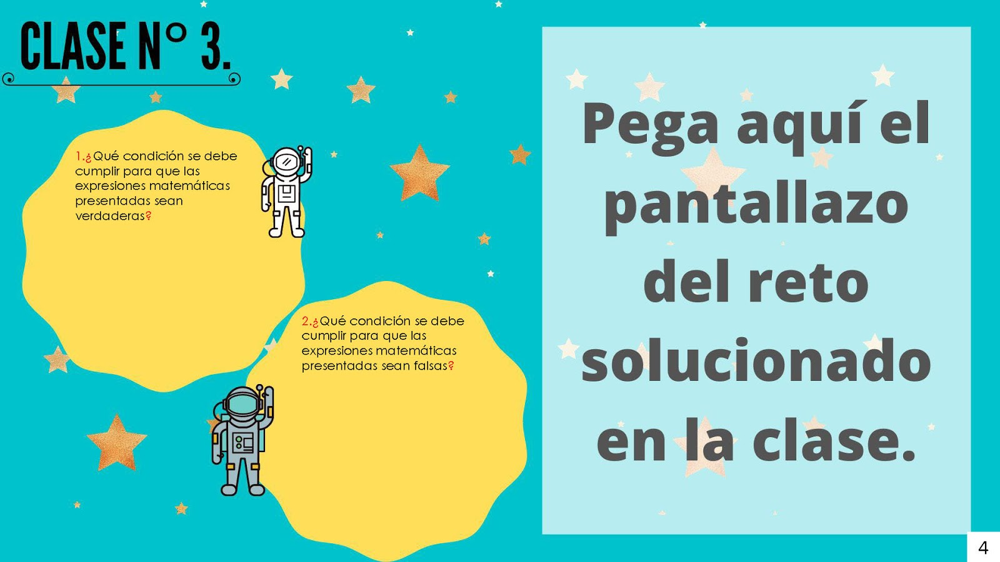 CLASE N° 3.
1.¿Qué condición se debe
cumplir para que las
expresiones matemáticas
presentadas sean
verdaderas?
2.¿Qué condición se debe
cumplir para que las
expresiones matemáticas
presentadas sean falsas?
Pega aquí el
pantallazo
del reto
solucionado
en la clase.
4